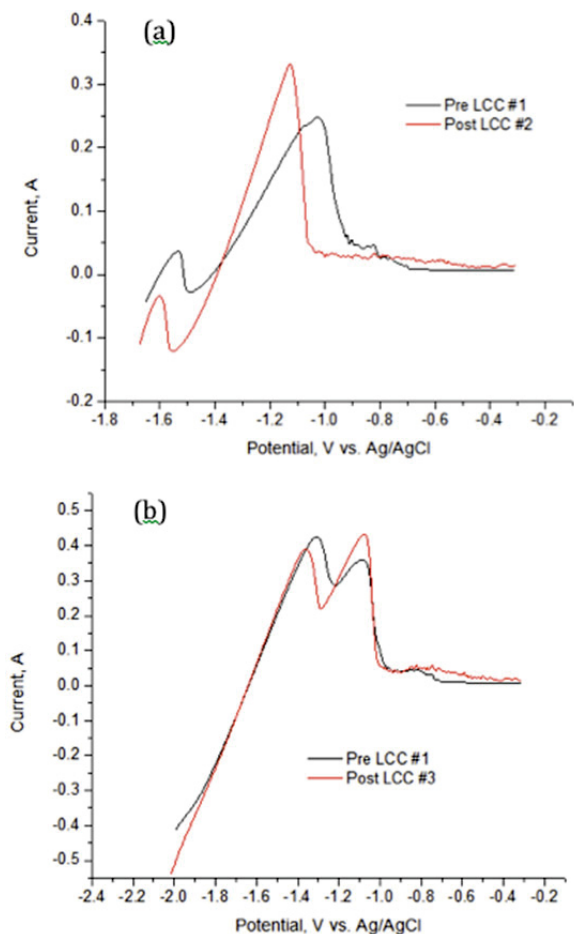 (a)
0.4
0.3
0.2
0.1
0.0
-0.1
-0.2
Current, A
Pre LCC #1
Post LCC #2
-1.8 -1.6 -1.4 -1.2 -1.0 -0.8 -0.6 -0.4 -0.2
Potential, V vs. Ag/AgCl
(b)
0.5
0.4
0.3
0.2
0.1
0.0
-0.1
-0.2
-0.3
-0.4
-0.5
Current, A
Pre LCC #1
Post LCC #3
-2.4 -2.2 -2.0 -1.8 -1.6 -1.4 -1.2 -1.0 -0.8 -0.6 -0.4 -0.2
Potential, V vs. Ag/AgCl